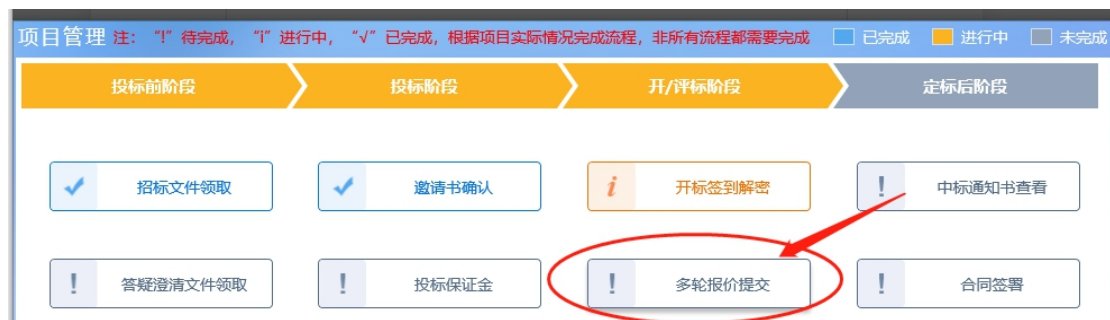 项目管理 注: “!”待完成, “i”进行中, “√”已完成, 根据项目实际情况完成流程, 非所有流程都需要完成 已完成 进行中 未完成
投标前阶段 投标阶段 开/评标阶段 定标后阶段
招标文件领取 邀请书确认 i 开标签到解密 ! 中标通知书查看
! 答疑澄清文件领取 ! 投标保证金 ! 多轮报价提交 ! 合同签署